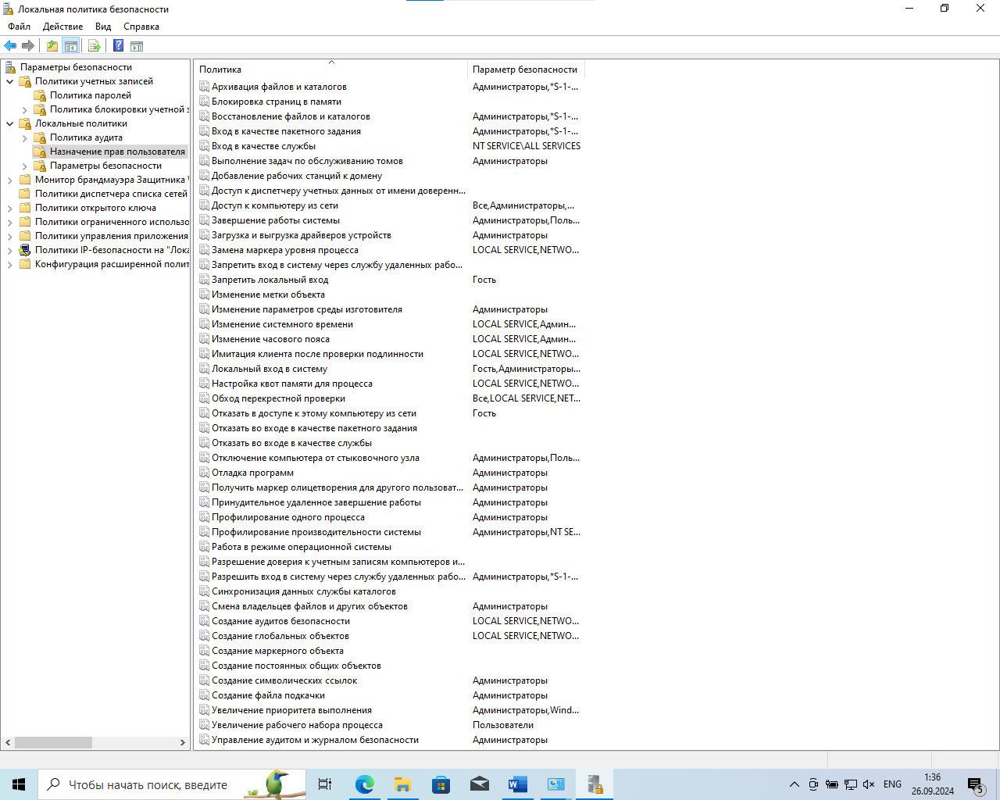 Локальная политика безопасности
Файл Действие Вид Справка
Параметры безопасности
Политики учетных записей
Политика паролей
Политика блокировки учетной з
Локальные политики
Политика аудита
Назначение прав пользователя
Параметры безопасности
Монитор брандмауэра Защитника
Политики диспетчера списка сетей
Политики открытого ключа
Политики ограниченного использо
Политики управления приложения
Политики IP-безопасности на "Лока
Конфигурация расширенной полит
Политика Параметр безопасности
Архивация файлов и каталогов Администраторы,*S-1-...
Блокировка страниц в памяти
Восстановление файлов и каталогов Администраторы,*S-1-...
Вход в качестве пакетного задания Администраторы,*S-1-...
Вход в качестве службы NT SERVICE\ALL SERVICES
Выполнение задач по обслуживанию томов Администраторы
Добавление рабочих станций к домену
Доступ к диспетчеру учетных данных от имени доверенн...
Доступ к компьютеру из сети Все,Администраторы,...
Завершение работы системы Администраторы,Поль...
Загрузка и выгрузка драйверов устройств Администраторы
Замена маркера уровня процесса LOCAL SERVICE,NETWO...
Запретить вход в систему через службу удаленных рабо...
Запретить локальный вход Гость
Изменение метки объекта
Изменение параметров среды изготовителя Администраторы
Изменение системного времени LOCAL SERVICE,Админ...
Изменение часового пояса LOCAL SERVICE,Админ...
Имитация клиента после проверки подлинности LOCAL SERVICE,NETWO...
Локальный вход в систему Гость,Администраторы...
Настройка квот памяти для процесса LOCAL SERVICE,NETWO...
Обход перекрестной проверки Все,LOCAL SERVICE,NET...
Отказать в доступе к этому компьютеру из сети Гость
Отказать во входе в качестве пакетного задания
Отказать во входе в качестве службы
Отключение компьютера от стыковочного узла Администраторы,Поль...
Отладка программ Администраторы
Получить маркер олицетворения для другого пользоват... Администраторы
Принудительное удаленное завершение работы Администраторы
Профилирование одного процесса Администраторы
Профилирование производительности системы Администраторы,NT SE...
Работа в режиме операционной системы
Разрешение доверия к учетным записям компьютеров и...
Разрешить вход в систему через службу удаленных рабо... Администраторы,*S-1-...
Синхронизация данных службы каталогов
Смена владельцев файлов и других объектов Администраторы
Создание аудитов безопасности LOCAL SERVICE,NETWO...
Создание глобальных объектов LOCAL SERVICE,NETWO...
Создание маркерного объекта
Создание постоянных общих объектов
Создание символических ссылок Администраторы
Создание файла подкачки Администраторы
Увеличение приоритета выполнения Администраторы,Wind...
Увеличение рабочего набора процесса Пользователи
Управление аудитом и журналом безопасности Администраторы
Чтобы начать поиск, введите
ENG
1:36
26.09.2024
5